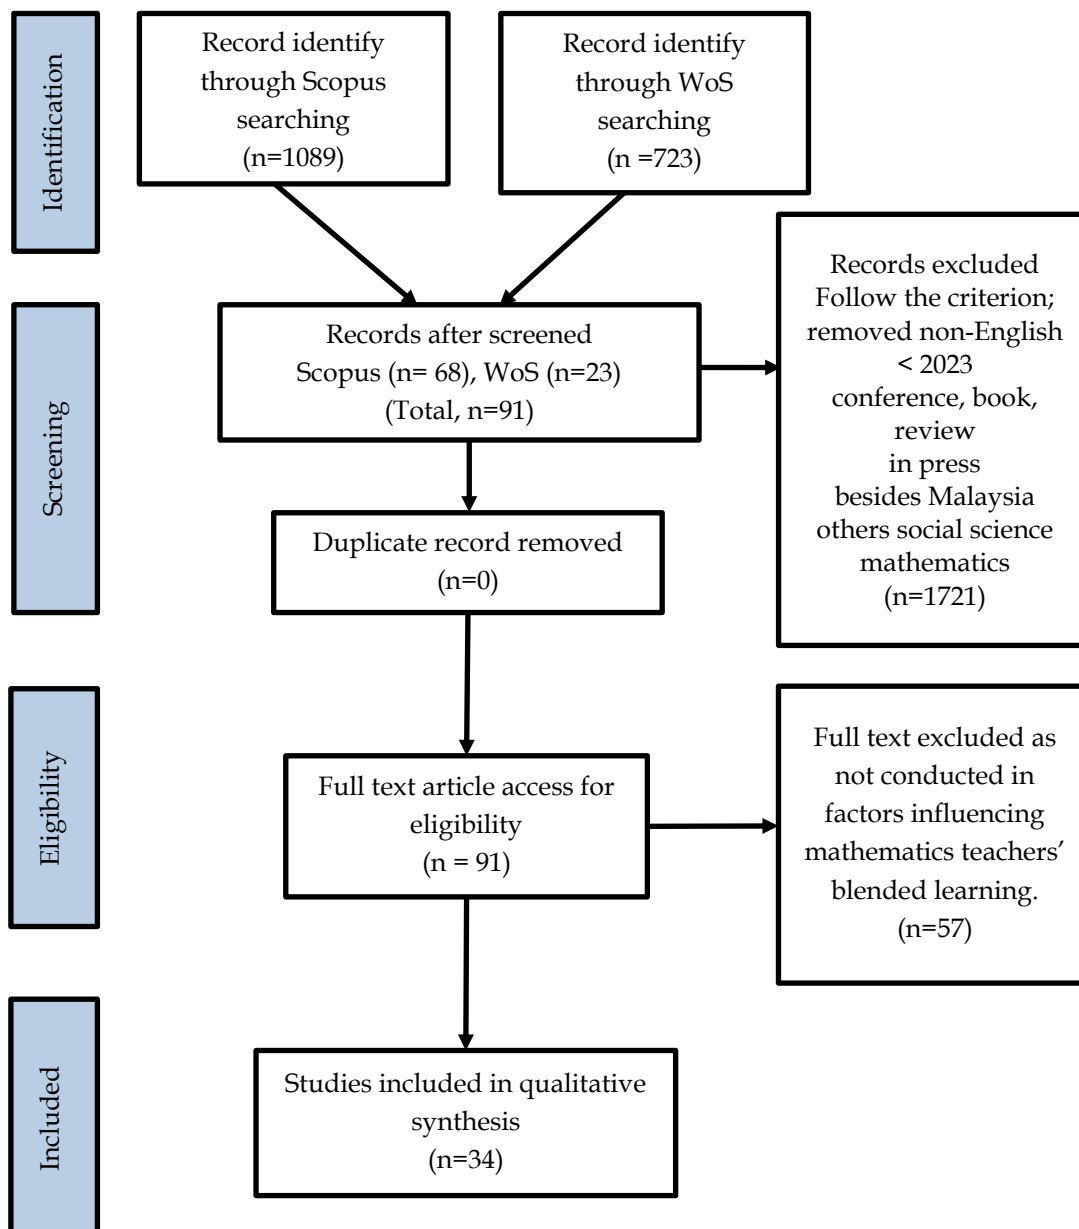 Identification
Record identify
through Scopus
searching
(n=1089)
Record identify
through WoS
searching
(n =723)
Records excluded
Follow the criterion;
removed non-English
< 2023
conference, book,
review
in press
besides Malaysia
others social science
mathematics
(n=1721)
Screening
Records after screened
Scopus (n= 68), WoS (n=23)
(Total, n=91)
Duplicate record removed
(n=0)
Eligibility
Full text article access for
eligibility
(n = 91)
Full text excluded as
not conducted in
factors influencing
mathematics teachers’
blended learning.
(n=57)
Included
Studies included in qualitative
synthesis
(n=34)